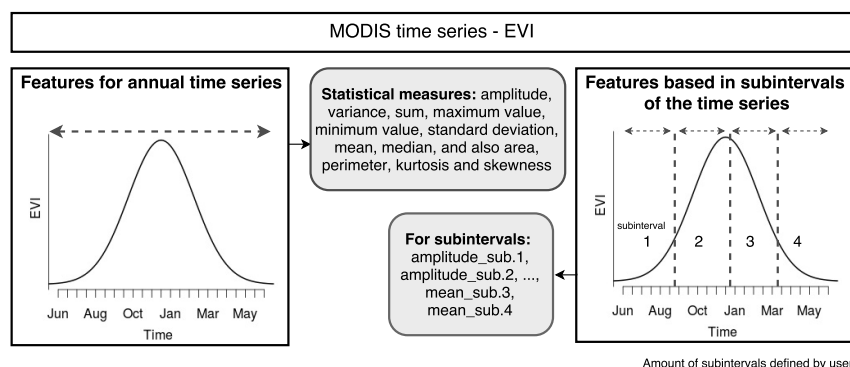 MODIS time series - EVI
Features for annual time series
EVI
Jun Aug Oct Jan Mar May
Time
Statistical measures: amplitude,
variance, sum, maximum value,
minimum value, standard deviation,
mean, median, and also area,
perimeter, kurtosis and skewness
For subintervals:
amplitude_sub.1,
amplitude_sub.2, ...,
mean_sub.3,
mean_sub.4
Features based in subintervals
of the time series
EVI
subinterval
1 2 3 4
Jun Aug Oct Jan Mar May
Time
Amount of subintervals defined by user